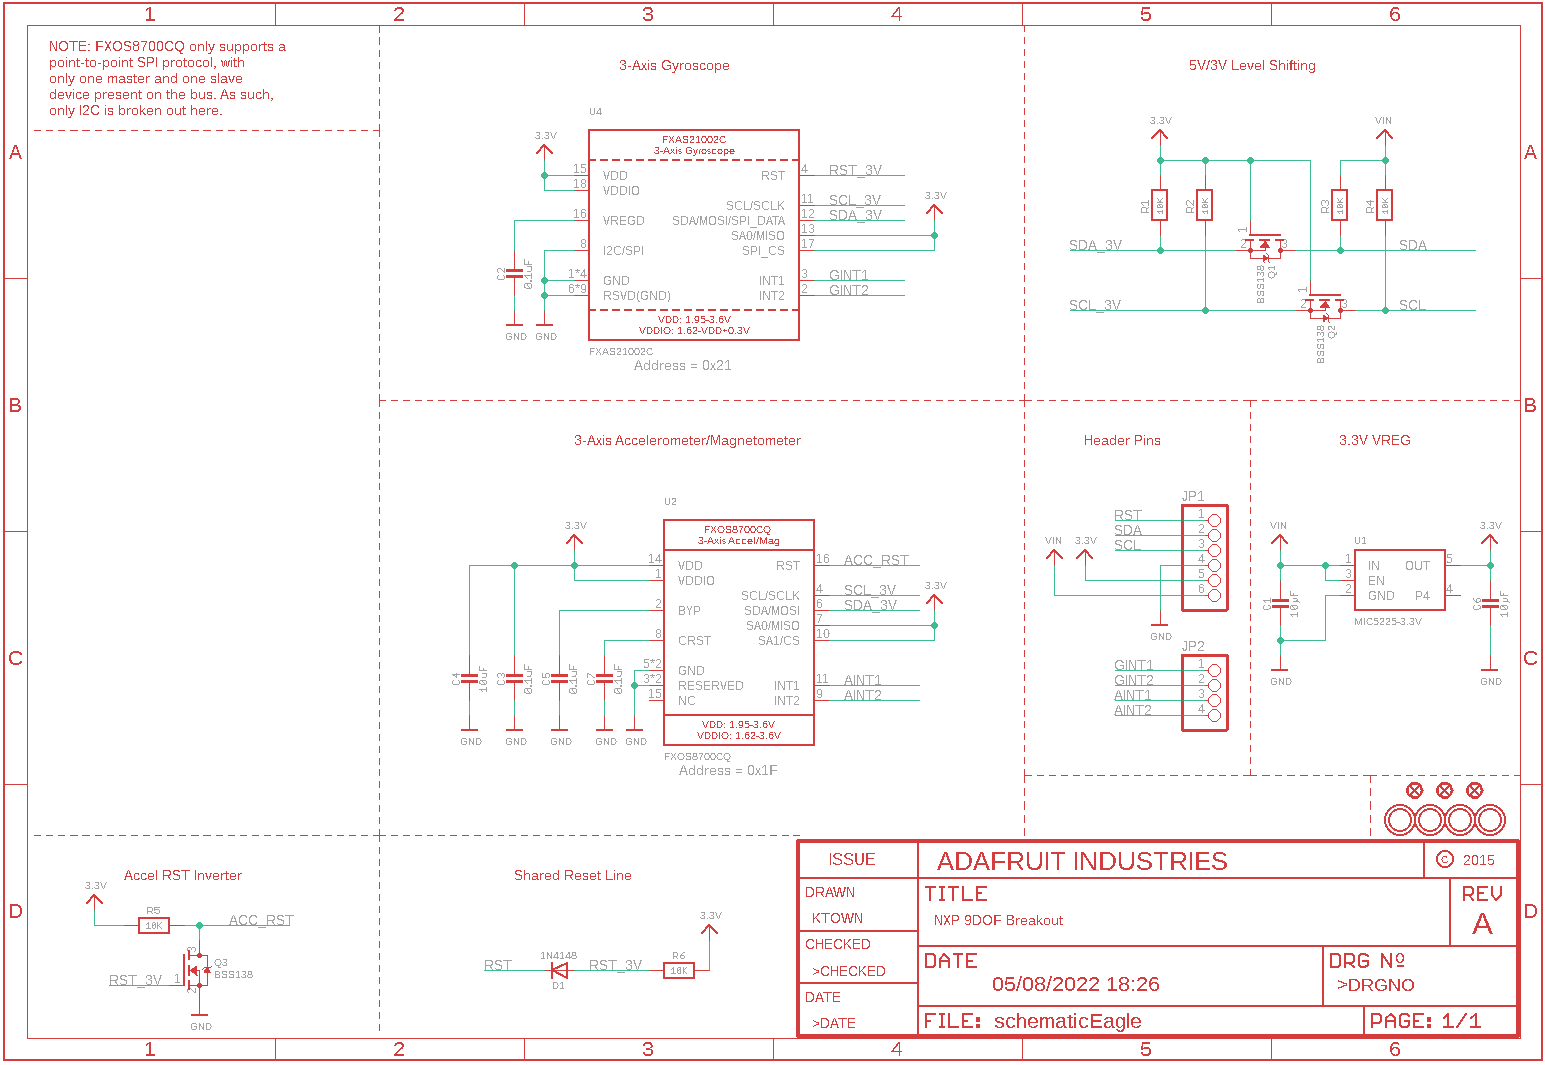 1 2 3 4 5 6
A
B
C
D
A
B
C
D
NOTE: FXOS8700CQ only supports a
point-to-point SPI protocol, with
only one master and one slave
device present on the bus. As such,
only I2C is broken out here.
3-Axis Gyroscope
U4
3.3V
FXAS21002C
3-Axis Gyroscope
15 VDD
18 VDDIO
16 VREGD
8 I2C/SPI
1*4 GND
6*9 RSVD(GND)
RST 4 RST_3V
SCL/SCLK 11 SCL_3V
SDA/MOSI/SPI_DATA 12 SDA_3V
SA0/MISO 13
SPI_CS 17
3.3V
INT1 3 GINT1
INT2 2 GINT2
C2
0.1uF
GND GND
VDD: 1.95-3.6V
VDDIO: 1.62-VDD+0.3V
FXAS21002C
Address = 0x21
5V/3V Level Shifting
3.3V
VIN
R1 10K
R2 10K
R3 10K
R4 10K
SDA_3V
1
2
3
SDA
BSS138
Q1
SCL_3V
1
2
3
SCL
BSS138
Q2
3-Axis Accelerometer/Magnetometer
U2
3.3V
FXOS8700CQ
3-Axis Accel/Mag
14 VDD
1 VDDIO
2 BYP
8 CRST
5*2 GND
3*2 RESERVED
15 NC
RST 16 ACC_RST
SCL/SCLK 4 SCL_3V
SDA/MOSI 6 SDA_3V
SA0/MISO 7
SA1/CS 10
3.3V
INT1 11 AINT1
INT2 9 AINT2
C4 10uF
C3 0.1uF
C5 0.1uF
C7 0.1uF
GND GND GND GND GND
VDD: 1.95-3.6V
VDDIO: 1.62-3.6V
FXOS8700CQ
Address = 0x1F
Header Pins
JP1
RST 1
SDA 2
SCL 3
4
5
6
VIN 3.3V
GND
JP2
GINT1 1
GINT2 2
AINT1 3
AINT2 4
3.3V VREG
VIN
3.3V
U1
1 IN OUT 5
3 EN
2 GND P4 4
MIC5225-3.3V
C1 10uF
C6 10uF
GND
GND
Accel RST Inverter
3.3V
R5
10K
ACC_RST
3
Q3
BSS138
RST_3V 1
2
GND
Shared Reset Line
3.3V
RST
1N4148
D1
RST_3V
R6
10K
ISSUE
ADAFRUIT INDUSTRIES
© 2015
DRAWN
KTOWN
CHECKED
>CHECKED
DATE
>DATE
TITLE
NXP 9DOF Breakout
REV
A
DATE
05/08/2022 18:26
DRG Nº
>DRGNO
FILE: schematicEagle
PAGE: 1/1
1 2 3 4 5 6